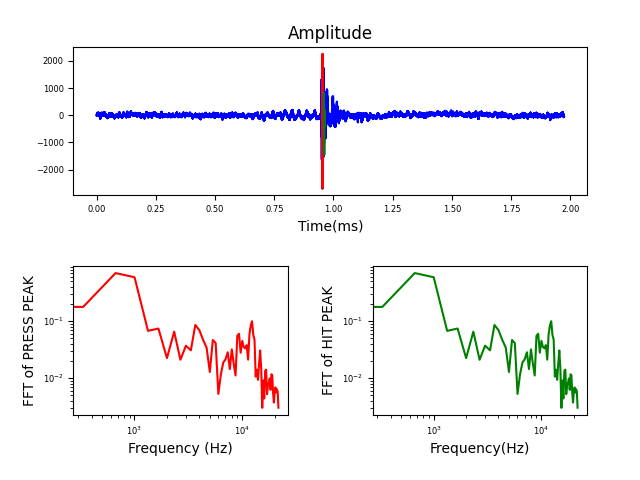 Amplitude
2000
1000
0
−1000
−2000
0.00 0.25 0.50 0.75 1.00 1.25 1.50 1.75 2.00
Time(ms)
FFT of PRESS PEAK
10⁻¹
10⁻²
10³ 10⁴
Frequency (Hz)
FFT of HIT PEAK
10⁻¹
10⁻²
10³ 10⁴
Frequency(Hz)